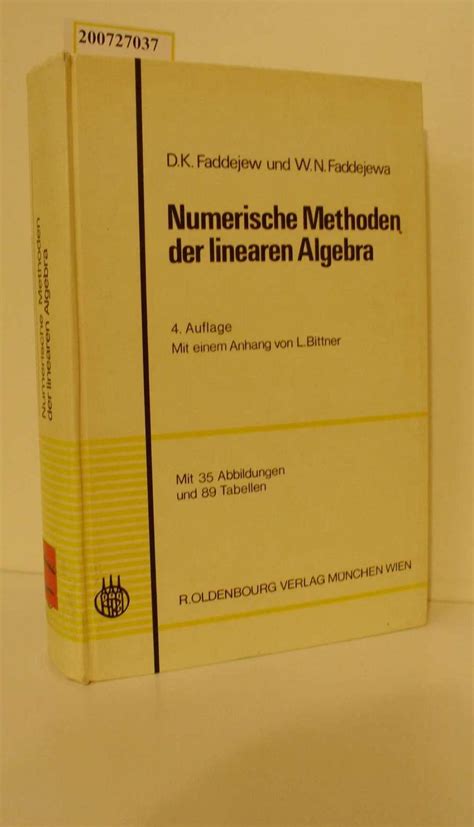 200727037
D.K. Faddejew und W.N. Faddejewa
Numerische Methoden
der linearen Algebra
4. Auflage
Mit einem Anhang von L. Bittner
Mit 35 Abbildungen
und 89 Tabellen
R. OLDENBOURG VERLAG MÜNCHEN WIEN
Numerische Methoden
der linearen Algebra